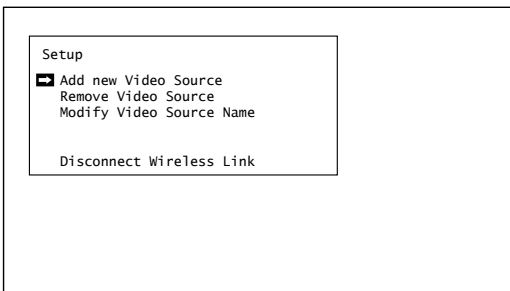 Setup
Add new Video Source
Remove Video Source
Modify Video Source Name
Disconnect Wireless Link